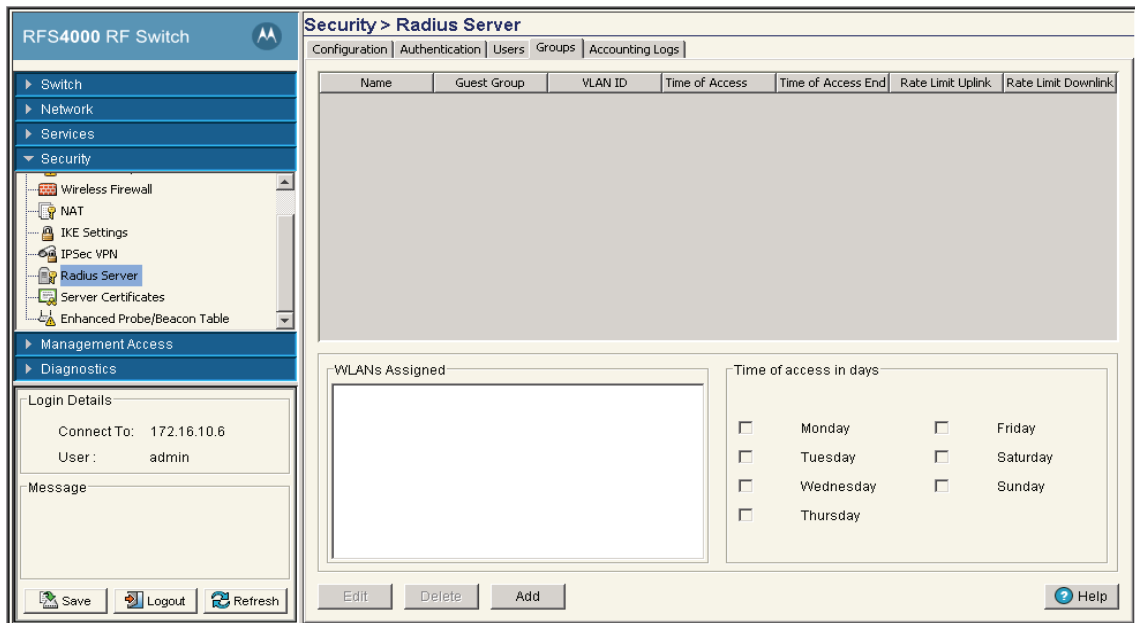 RFS4000 RF Switch
Security > Radius Server
Configuration Authentication Users Groups Accounting Logs
Switch
Network
Services
Security
Wireless Firewall
NAT
IKE Settings
IPSec VPN
Radius Server
Server Certificates
Enhanced Probe/Beacon Table
Management Access
Diagnostics
Login Details
Connect To: 172.16.10.6
User : admin
Message
Save Logout Refresh
Name Guest Group VLAN ID Time of Access Time of Access End Rate Limit Uplink Rate Limit Downlink
WLANs Assigned
Time of access in days
Monday Friday
Tuesday Saturday
Wednesday Sunday
Thursday
Edit Delete Add Help